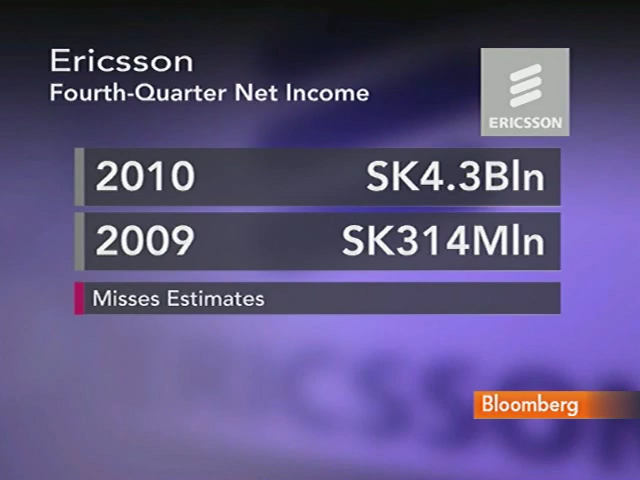 Ericsson
Fourth-Quarter Net Income
ERICSSON
2010 SK4.3Bln
2009 SK314Mln
Misses Estimates
Bloomberg